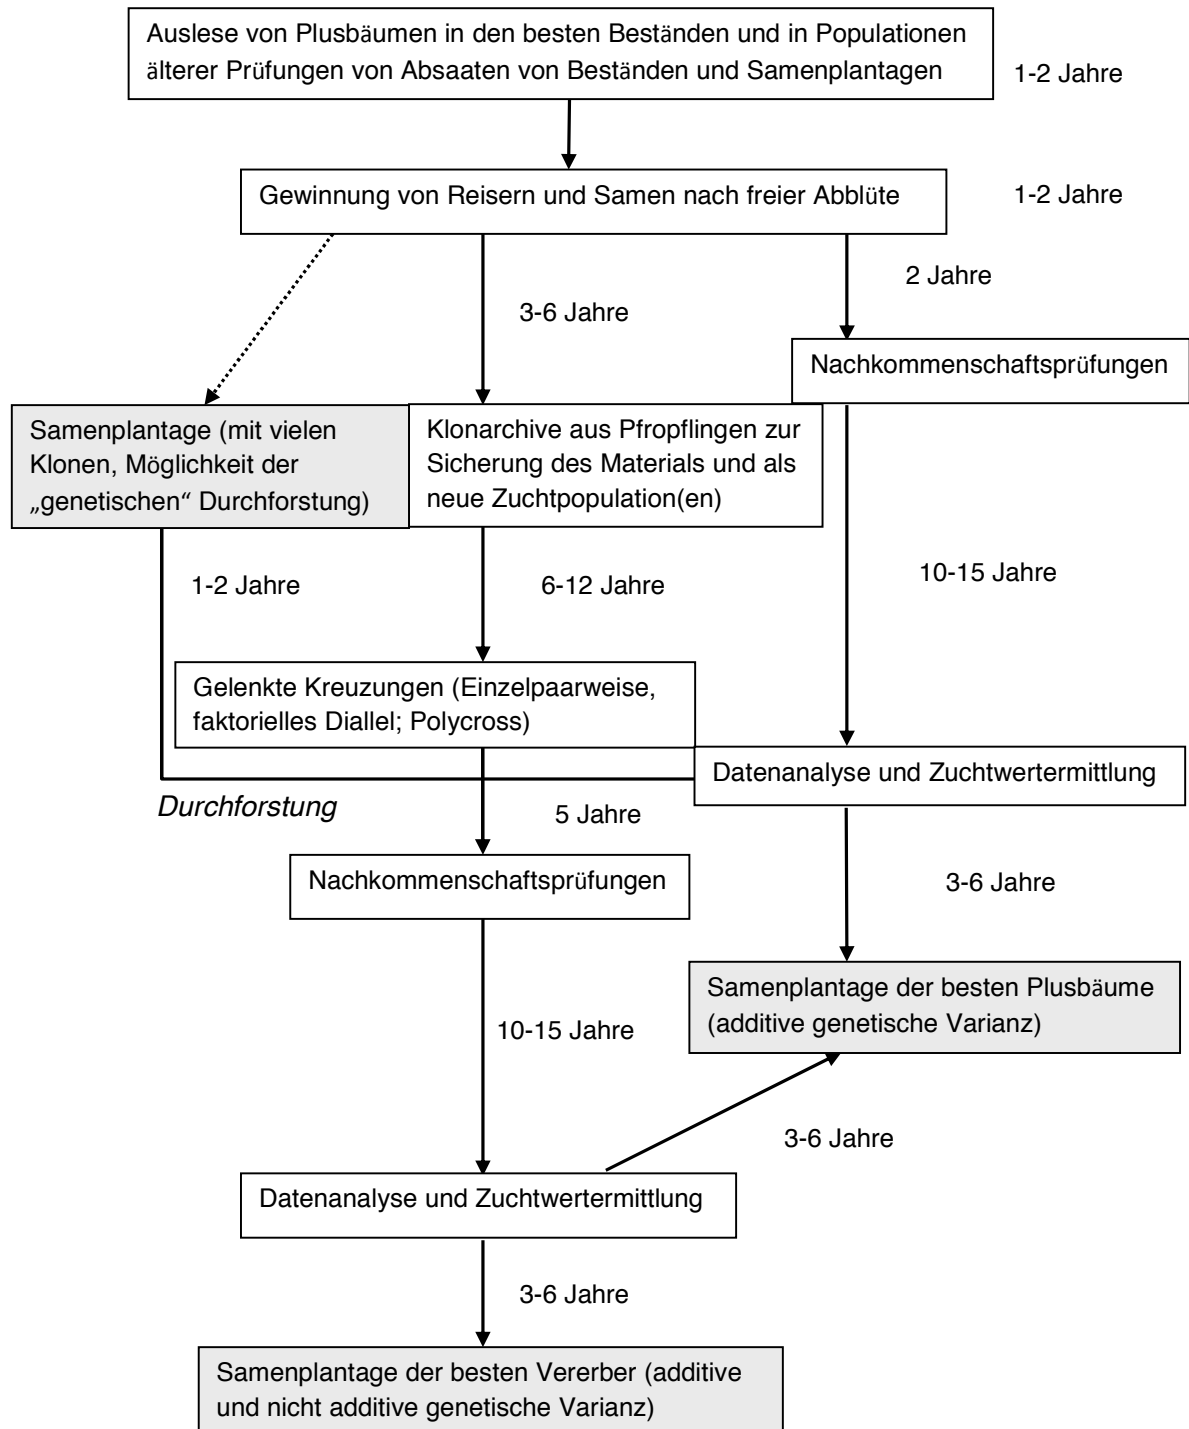 Auslese von Plusbäumen in den besten Beständen und in Populationen
älterer Prüfungen von Absaaten von Beständen und Samenplantagen
1-2 Jahre
Gewinnung von Reisern und Samen nach freier Abblüte
1-2 Jahre
2 Jahre
3-6 Jahre
Nachkommenschaftsprüfungen
Samenplantage (mit vielen
Klonen, Möglichkeit der
„genetischen“ Durchforstung)
Klonarchive aus Pfropflingen zur
Sicherung des Materials und als
neue Zuchtpopulation(en)
1-2 Jahre
6-12 Jahre
10-15 Jahre
Gelenkte Kreuzungen (Einzelpaarweise,
faktorielles Diallel; Polycross)
Datenanalyse und Zuchtwertermittlung
Durchforstung
5 Jahre
Nachkommenschaftsprüfungen
3-6 Jahre
Samenplantage der besten Plusbäume
(additive genetische Varianz)
10-15 Jahre
3-6 Jahre
Datenanalyse und Zuchtwertermittlung
3-6 Jahre
Samenplantage der besten Vererber (additive
und nicht additive genetische Varianz)